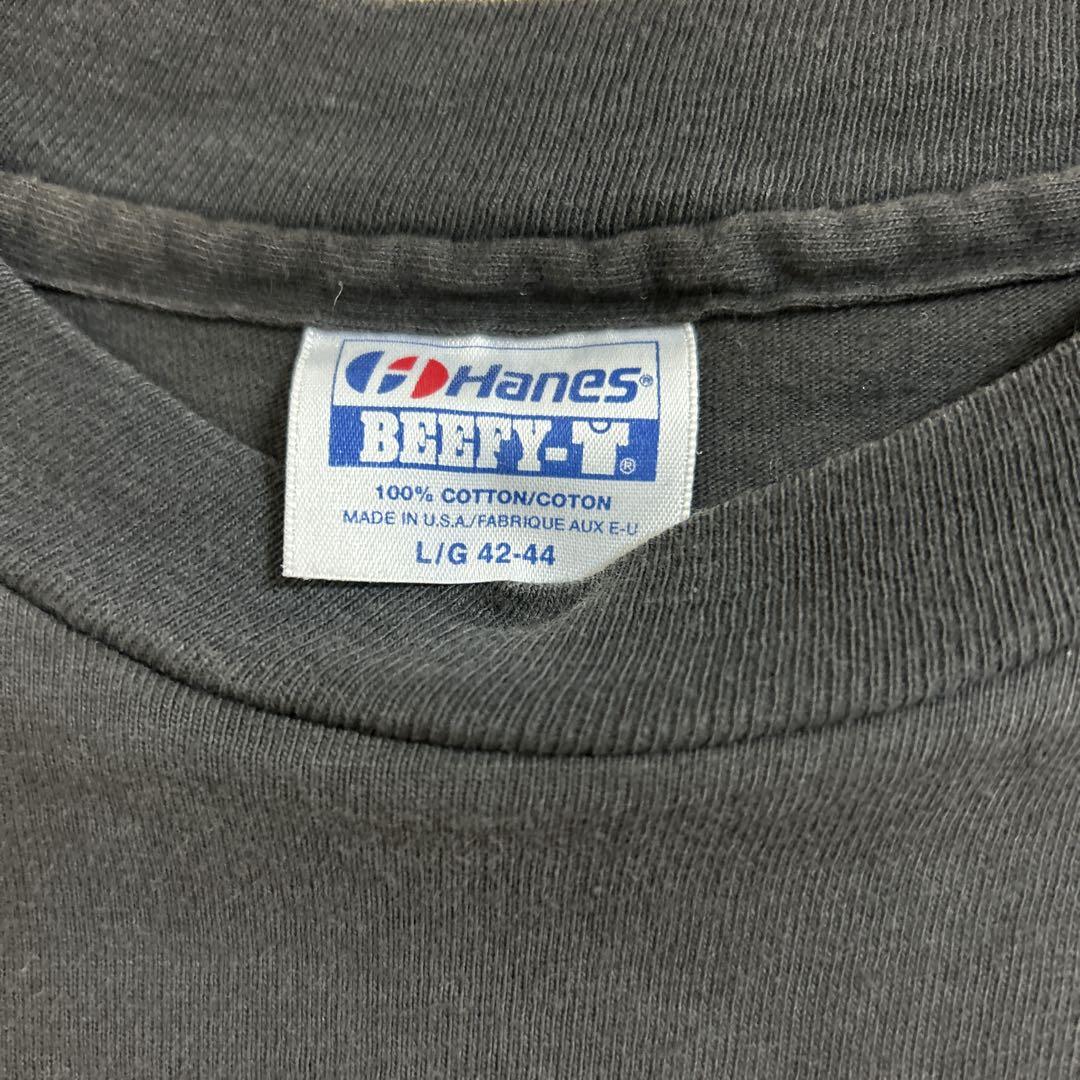 Hanes®
BEEFY-T®
100% COTTON/COTON
MADE IN U.S.A./FABRIQUE AUX E-U
L/G 42-44